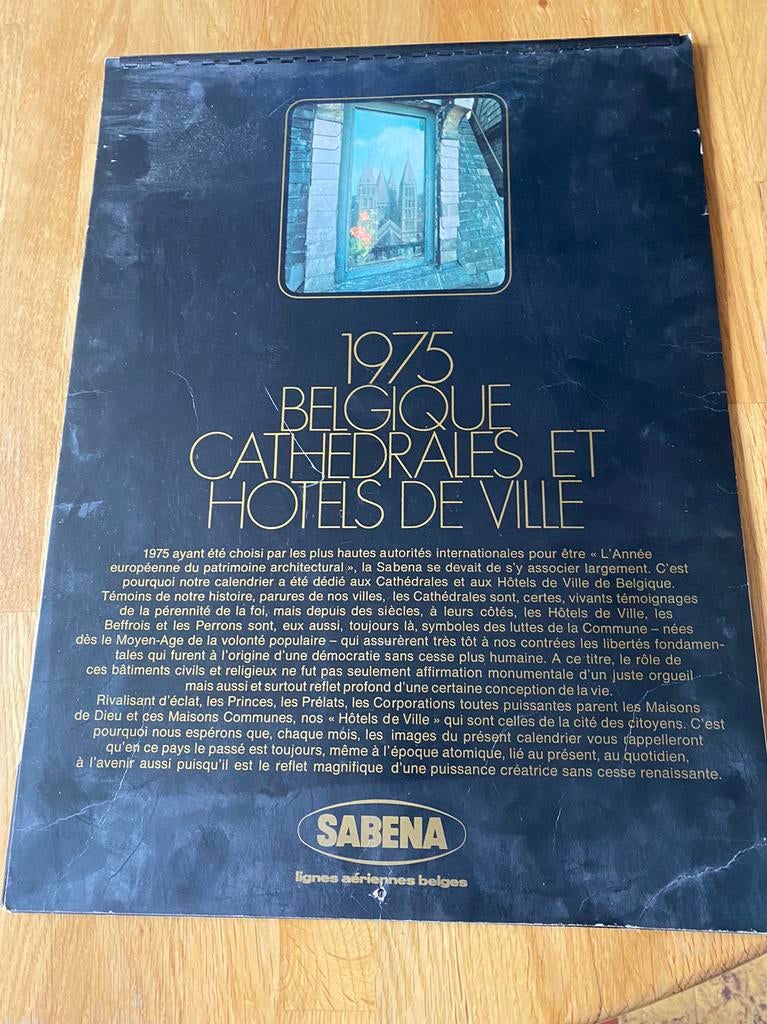 1975
BELGIQUE
CATHEDRALES ET
HOTELS DE VILLE
1975 ayant été choisi par les plus hautes autorités internationales pour être « L'Année
européenne du patrimoine architectural », la Sabena se devait de s'y associer largement. C'est
pourquoi notre calendrier a été dédié aux Cathédrales et aux Hôtels de Ville de Belgique.
Témoins de notre histoire, parures de nos villes, les Cathédrales sont, certes, vivants témoignages
de la pérennité de la foi, mais depuis des siècles, à leurs côtés, les Hôtels de Ville, les
Beffrois et les Perrons sont, eux aussi, toujours là, symboles des luttes de la Commune – nées
dès le Moyen-Age de la volonté populaire – qui assurèrent très tôt à nos contrées les libertés fondamen-
tales qui furent à l'origine d'une démocratie sans cesse plus humaine. A ce titre, le rôle de
ces bâtiments civils et religieux ne fut pas seulement affirmation monumentale d'un juste orgueil
mais aussi et surtout reflet profond d'une certaine conception de la vie.
Rivalisant d'éclat, les Princes, les Prélats, les Corporations toutes puissantes parent les Maisons
de Dieu et ces Maisons Communes, nos « Hôtels de Ville » qui sont celles de la cité des citoyens. C'est
pourquoi nous espérons que, chaque mois, les images du présent calendrier vous rappelleront
qu'en ce pays le passé est toujours, même à l'époque atomique, lié au présent, au quotidien,
à l'avenir aussi puisqu'il est le reflet magnifique d'une puissance créatrice sans cesse renaissante.
SABENA
lignes aériennes belges